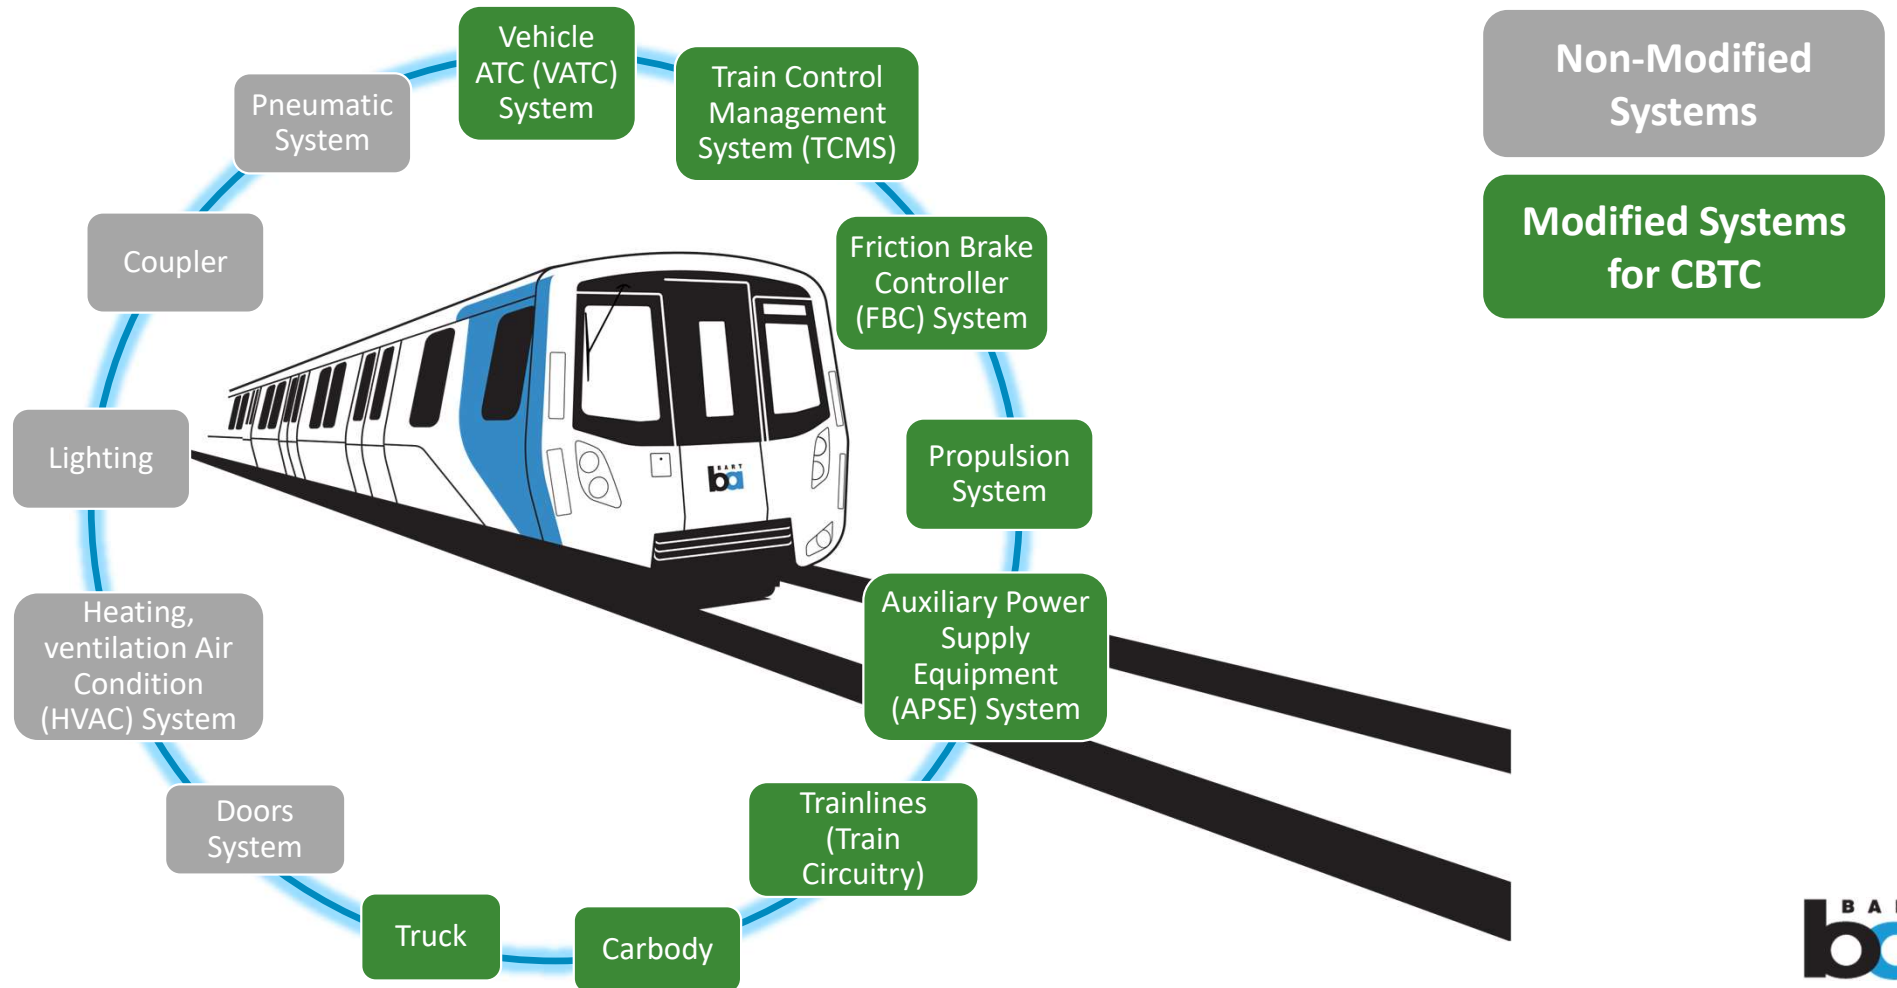 Vehicle
ATC (VATC)
System
Train Control
Management
System (TCMS)
Friction Brake
Controller
(FBC) System
Propulsion
System
Auxiliary Power
Supply
Equipment
(APSE) System
Trainlines
(Train
Circuitry)
Carbody
Truck
Doors
System
Heating,
ventilation Air
Condition
(HVAC) System
Lighting
Coupler
Pneumatic
System
BART
ba
Non-Modified
Systems
Modified Systems
for CBTC